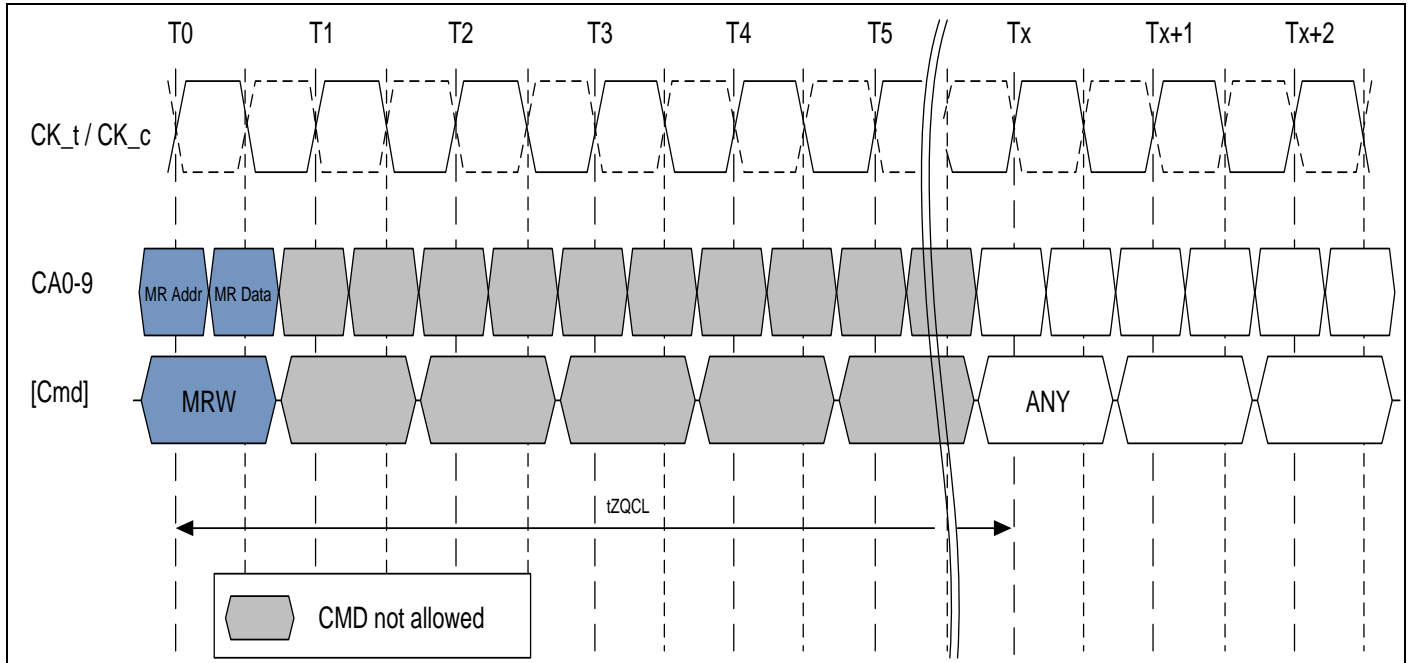 T0 T1 T2 T3 T4 T5 Tx Tx+1 Tx+2
CK_t / CK_c
CA0-9
MR Addr MR Data
[Cmd]
MRW ANY
tZQCL
CMD not allowed